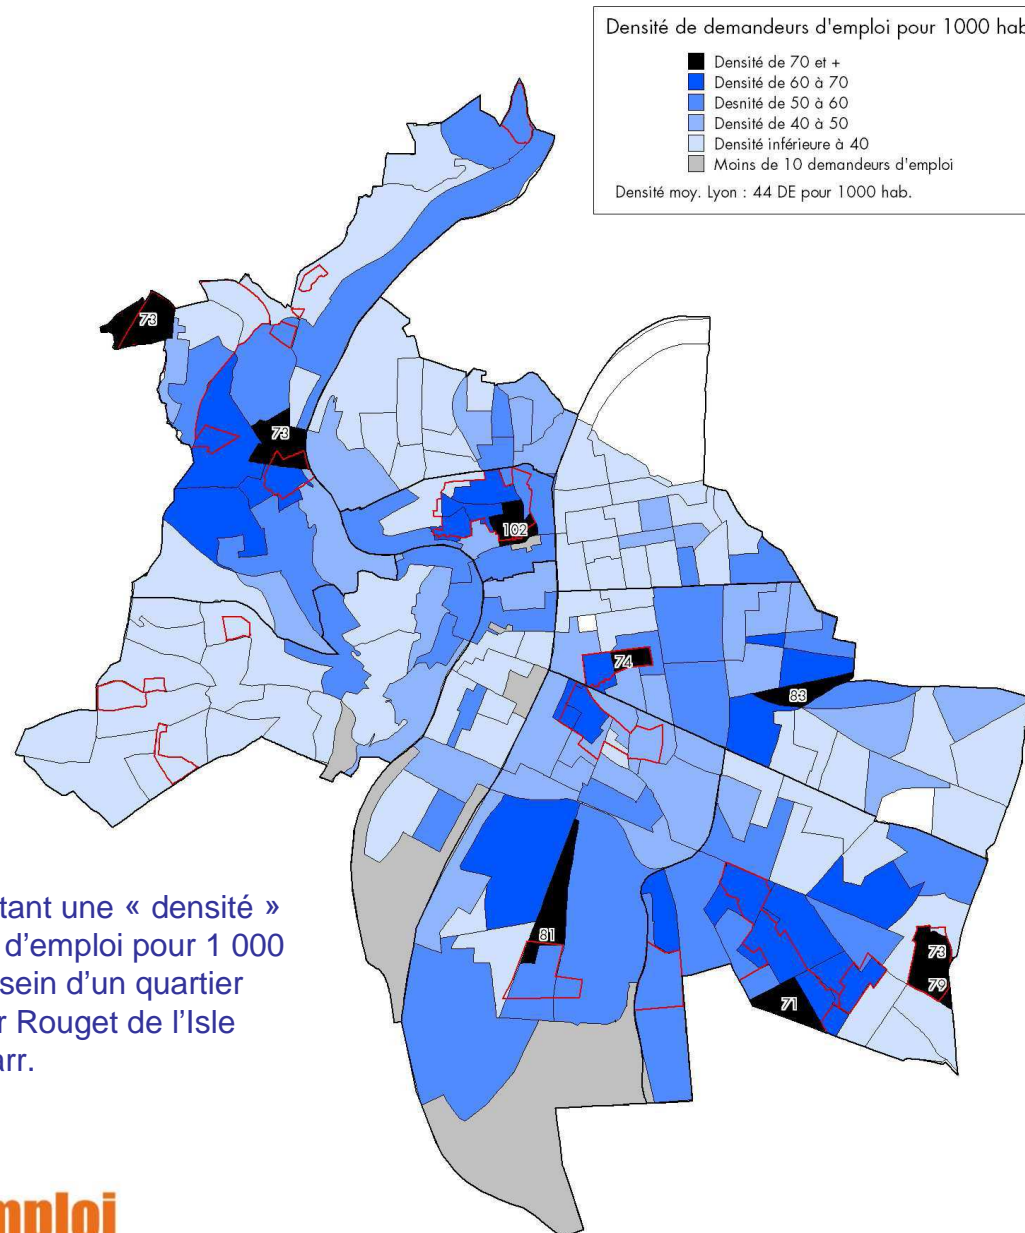 Densité de demandeurs d'emploi pour 1000 hab
Densité de 70 et +
Densité de 60 à 70
Desnité de 50 à 60
Densité de 40 à 50
Densité inférieure à 40
Moins de 10 demandeurs d'emploi
Densité moy. Lyon : 44 DE pour 1000 hab.
73
73
102
74
83
81
73
79
71
tant une « densité »
d'emploi pour 1 000
sein d'un quartier
r Rouget de l'Isle
arr.
mploi